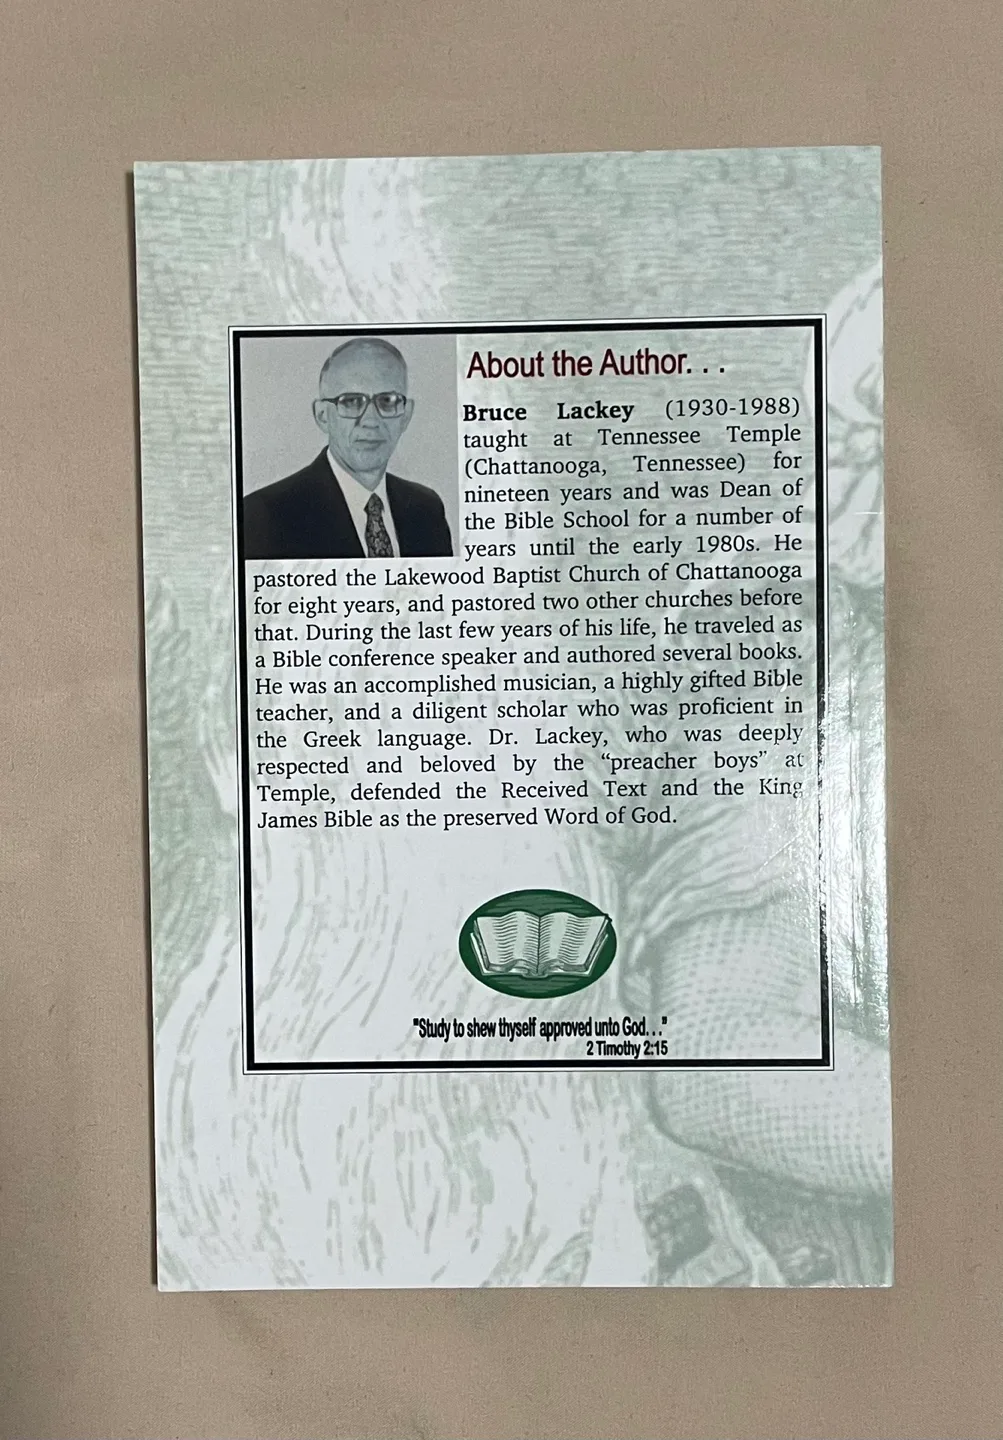 About the Author. . .
Bruce Lackey (1930-1988)
taught at Tennessee Temple
(Chattanooga, Tennessee) for
nineteen years and was Dean of
the Bible School for a number of
years until the early 1980s. He
pastored the Lakewood Baptist Church of Chattanooga
for eight years, and pastored two other churches before
that. During the last few years of his life, he traveled as
a Bible conference speaker and authored several books.
He was an accomplished musician, a highly gifted Bible
teacher, and a diligent scholar who was proficient in
the Greek language. Dr. Lackey, who was deeply
respected and beloved by the “preacher boys” at
Temple, defended the Received Text and the King
James Bible as the preserved Word of God.
"Study to shew thyself approved unto God. . ."
2 Timothy 2:15